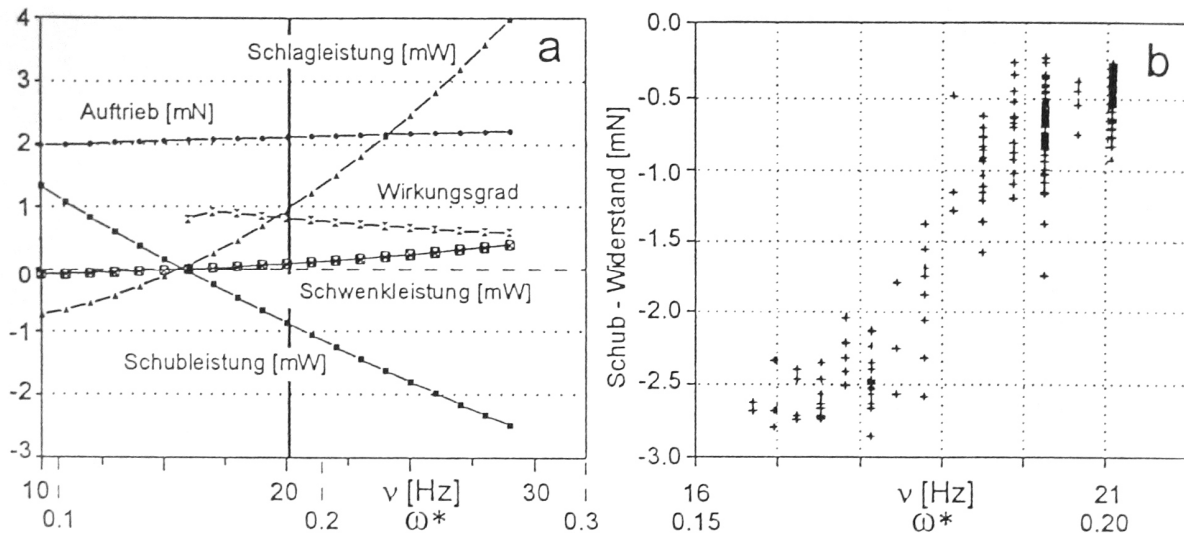 4
3
2
1
0
-1
-2
-3
a
Schlagleistung [mW]
Auftrieb [mN]
Wirkungsgrad
Schwenkleistung [mW]
Schubleistung [mW]
10 20 ν [Hz] 30
0.1 0.2 ω* 0.3
b
Schub - Widerstand [mN]
0.0
-0.5
-1.0
-1.5
-2.0
-2.5
-3.0
16 ν [Hz] 21
0.15 ω* 0.20